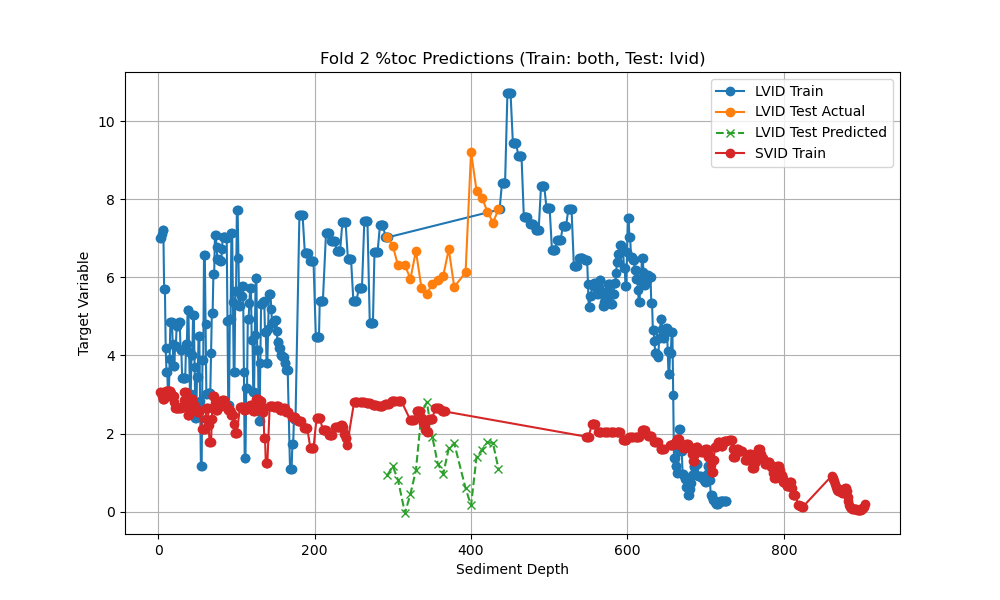 Fold 2 %toc Predictions (Train: both, Test: lvid)
LVID Train
LVID Test Actual
LVID Test Predicted
SVID Train
Target Variable
10
8
6
4
2
0
0 200 400 600 800
Sediment Depth